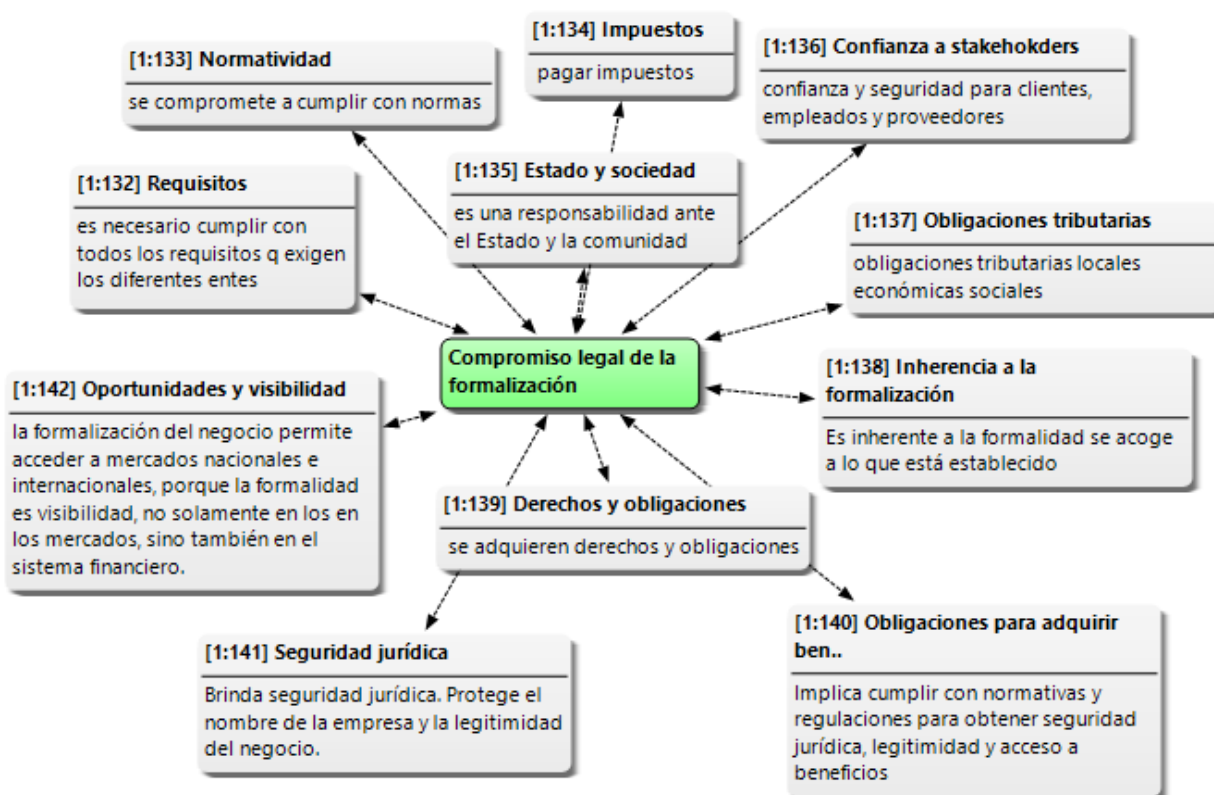 [1:134] Impuestos
pagar impuestos
[1:133] Normatividad
se compromete a cumplir con normas
[1:136] Confianza a stakehokders
confianza y seguridad para clientes,
empleados y proveedores
[1:132] Requisitos
es necesario cumplir con
todos los requisitos q exigen
los diferentes entes
[1:135] Estado y sociedad
es una responsabilidad ante
el Estado y la comunidad
[1:137] Obligaciones tributarias
obligaciones tributarias locales
económicas sociales
Compromiso legal de la
formalización
[1:142] Oportunidades y visibilidad
la formalización del negocio permite
acceder a mercados nacionales e
internacionales, porque la formalidad
es visibilidad, no solamente en los en
los mercados, sino también en el
sistema financiero.
[1:138] Inherencia a la
formalización
Es inherente a la formalidad se acoge
a lo que está establecido
[1:139] Derechos y obligaciones
se adquieren derechos y obligaciones
[1:141] Seguridad jurídica
Brinda seguridad jurídica. Protege el
nombre de la empresa y la legitimidad
del negocio.
[1:140] Obligaciones para adquirir
ben..
Implica cumplir con normativas y
regulaciones para obtener seguridad
jurídica, legitimidad y acceso a
beneficios